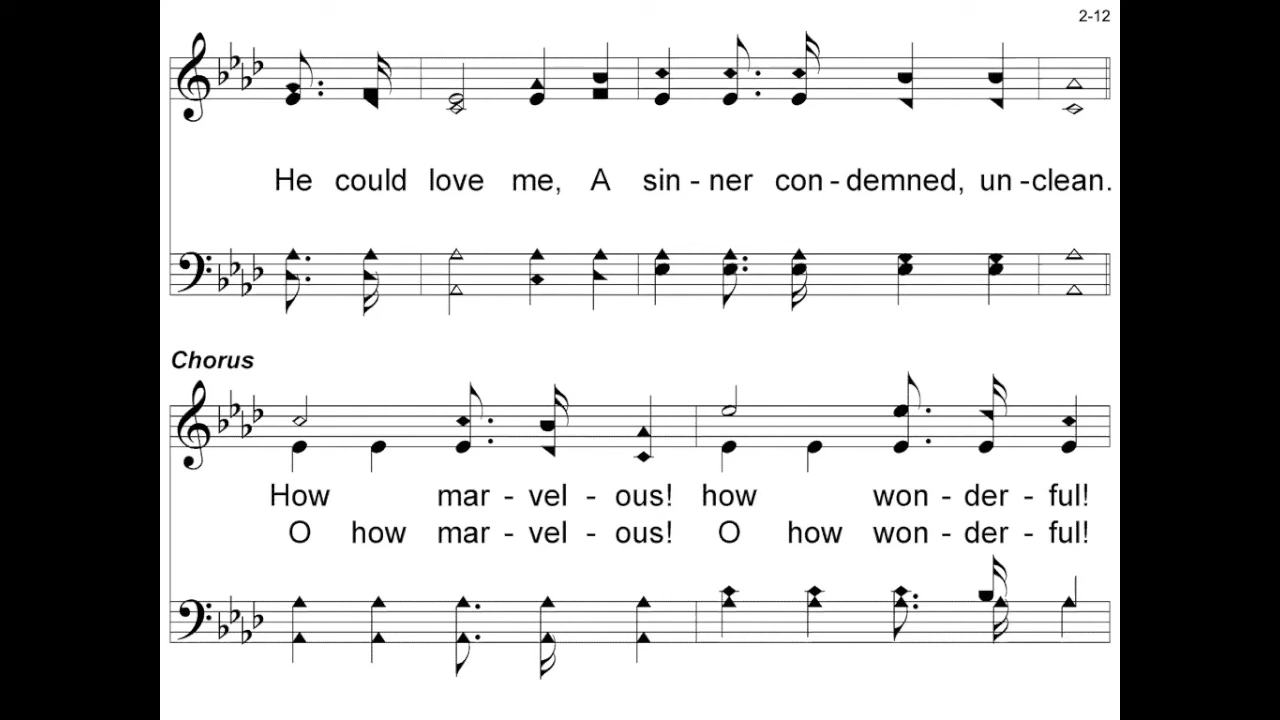 2-12
He could love me, A sin - ner con - demned, un - clean.
Chorus
How mar - vel - ous! how won - der - ful!
O how mar - vel - ous! O how won - der - ful!